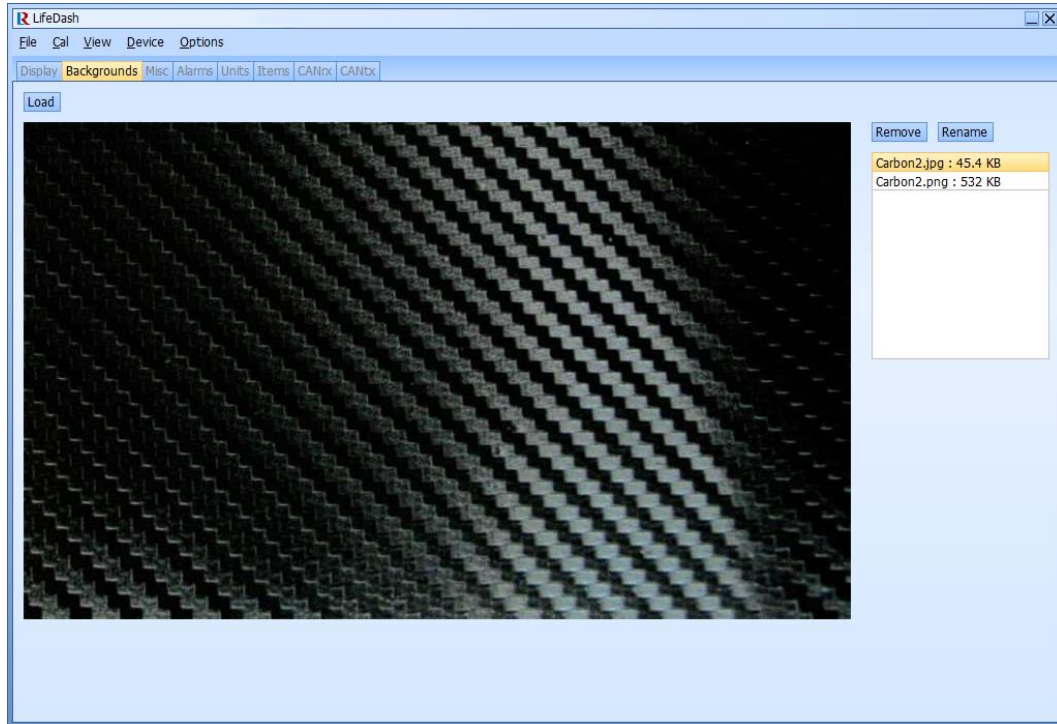 LifeDash
File Cal View Device Options
Display Backgrounds Misc Alarms Units Items CANrx CANtx
Load
Remove Rename
Carbon2.jpg : 45.4 KB
Carbon2.png : 532 KB